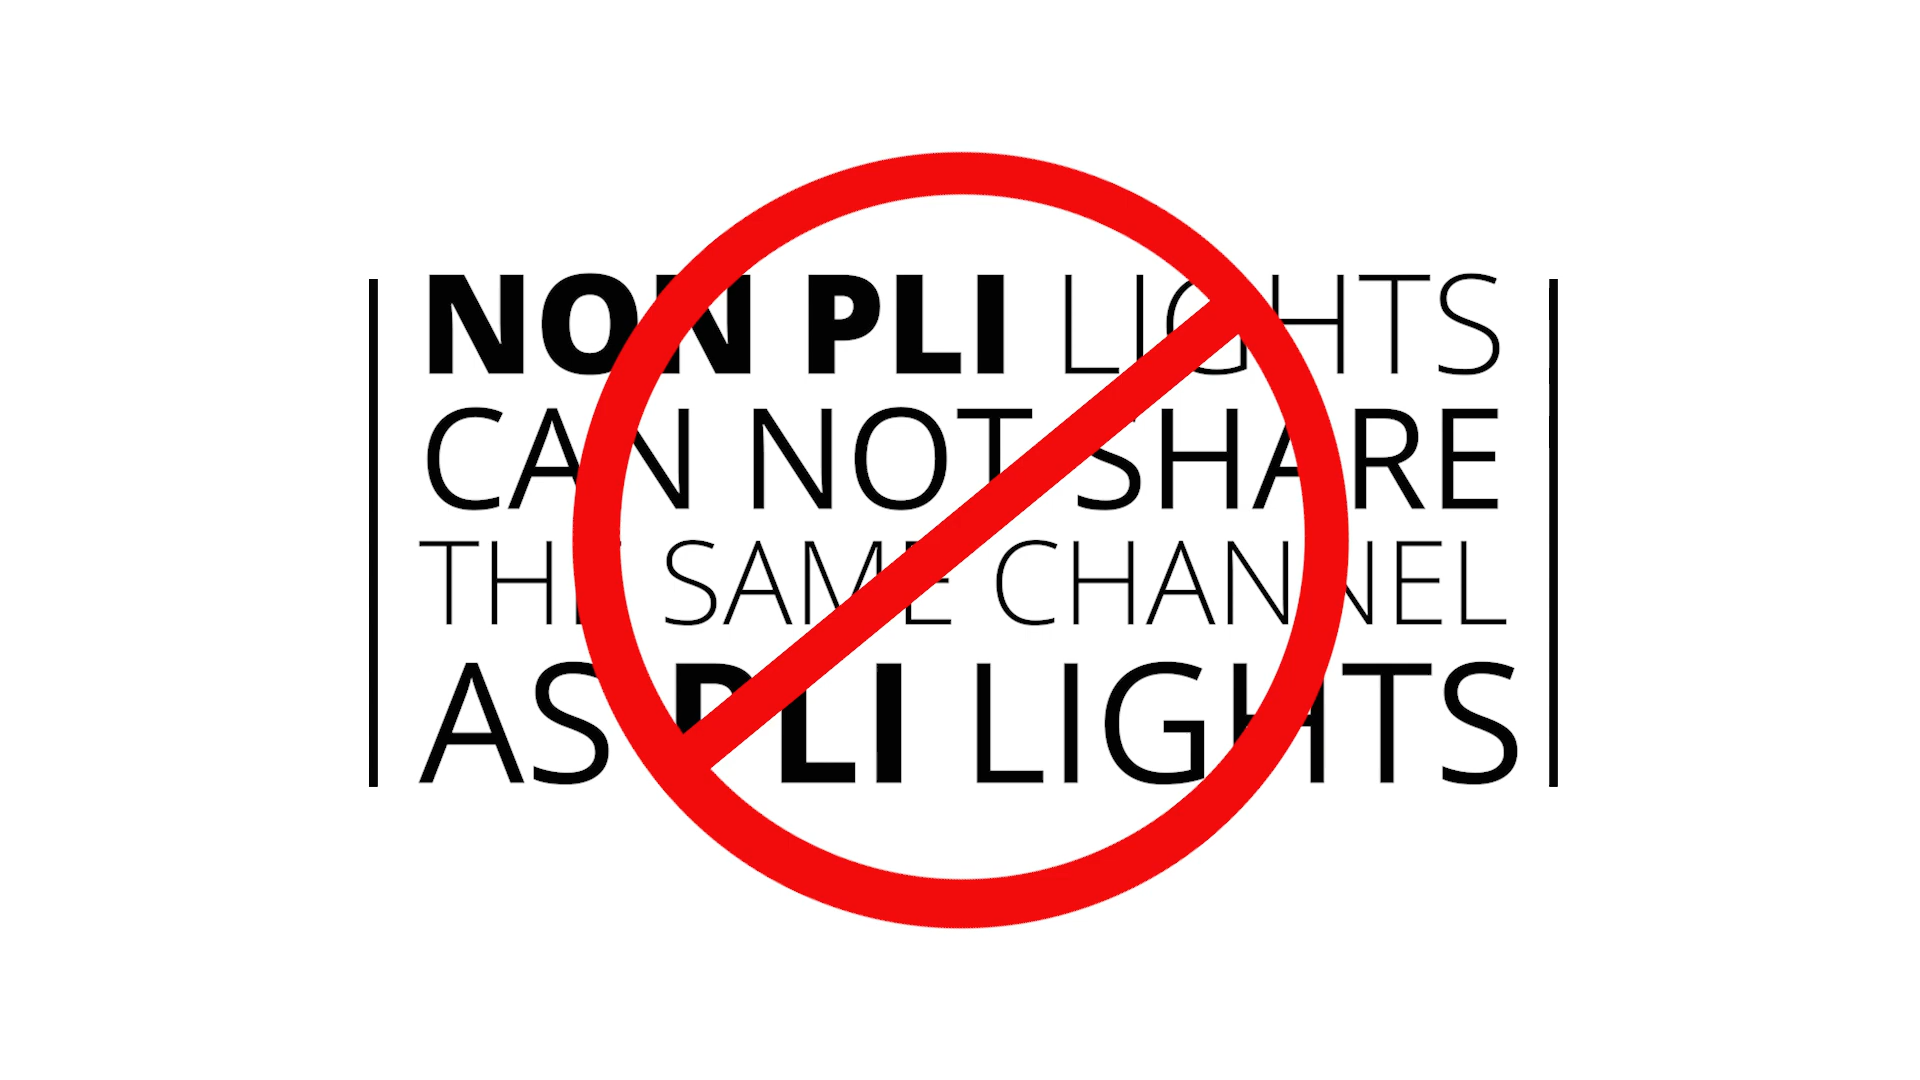 NON PLI LIGHTS
CAN NOT SHARE
THE SAME CHANNEL
AS PLI LIGHTS